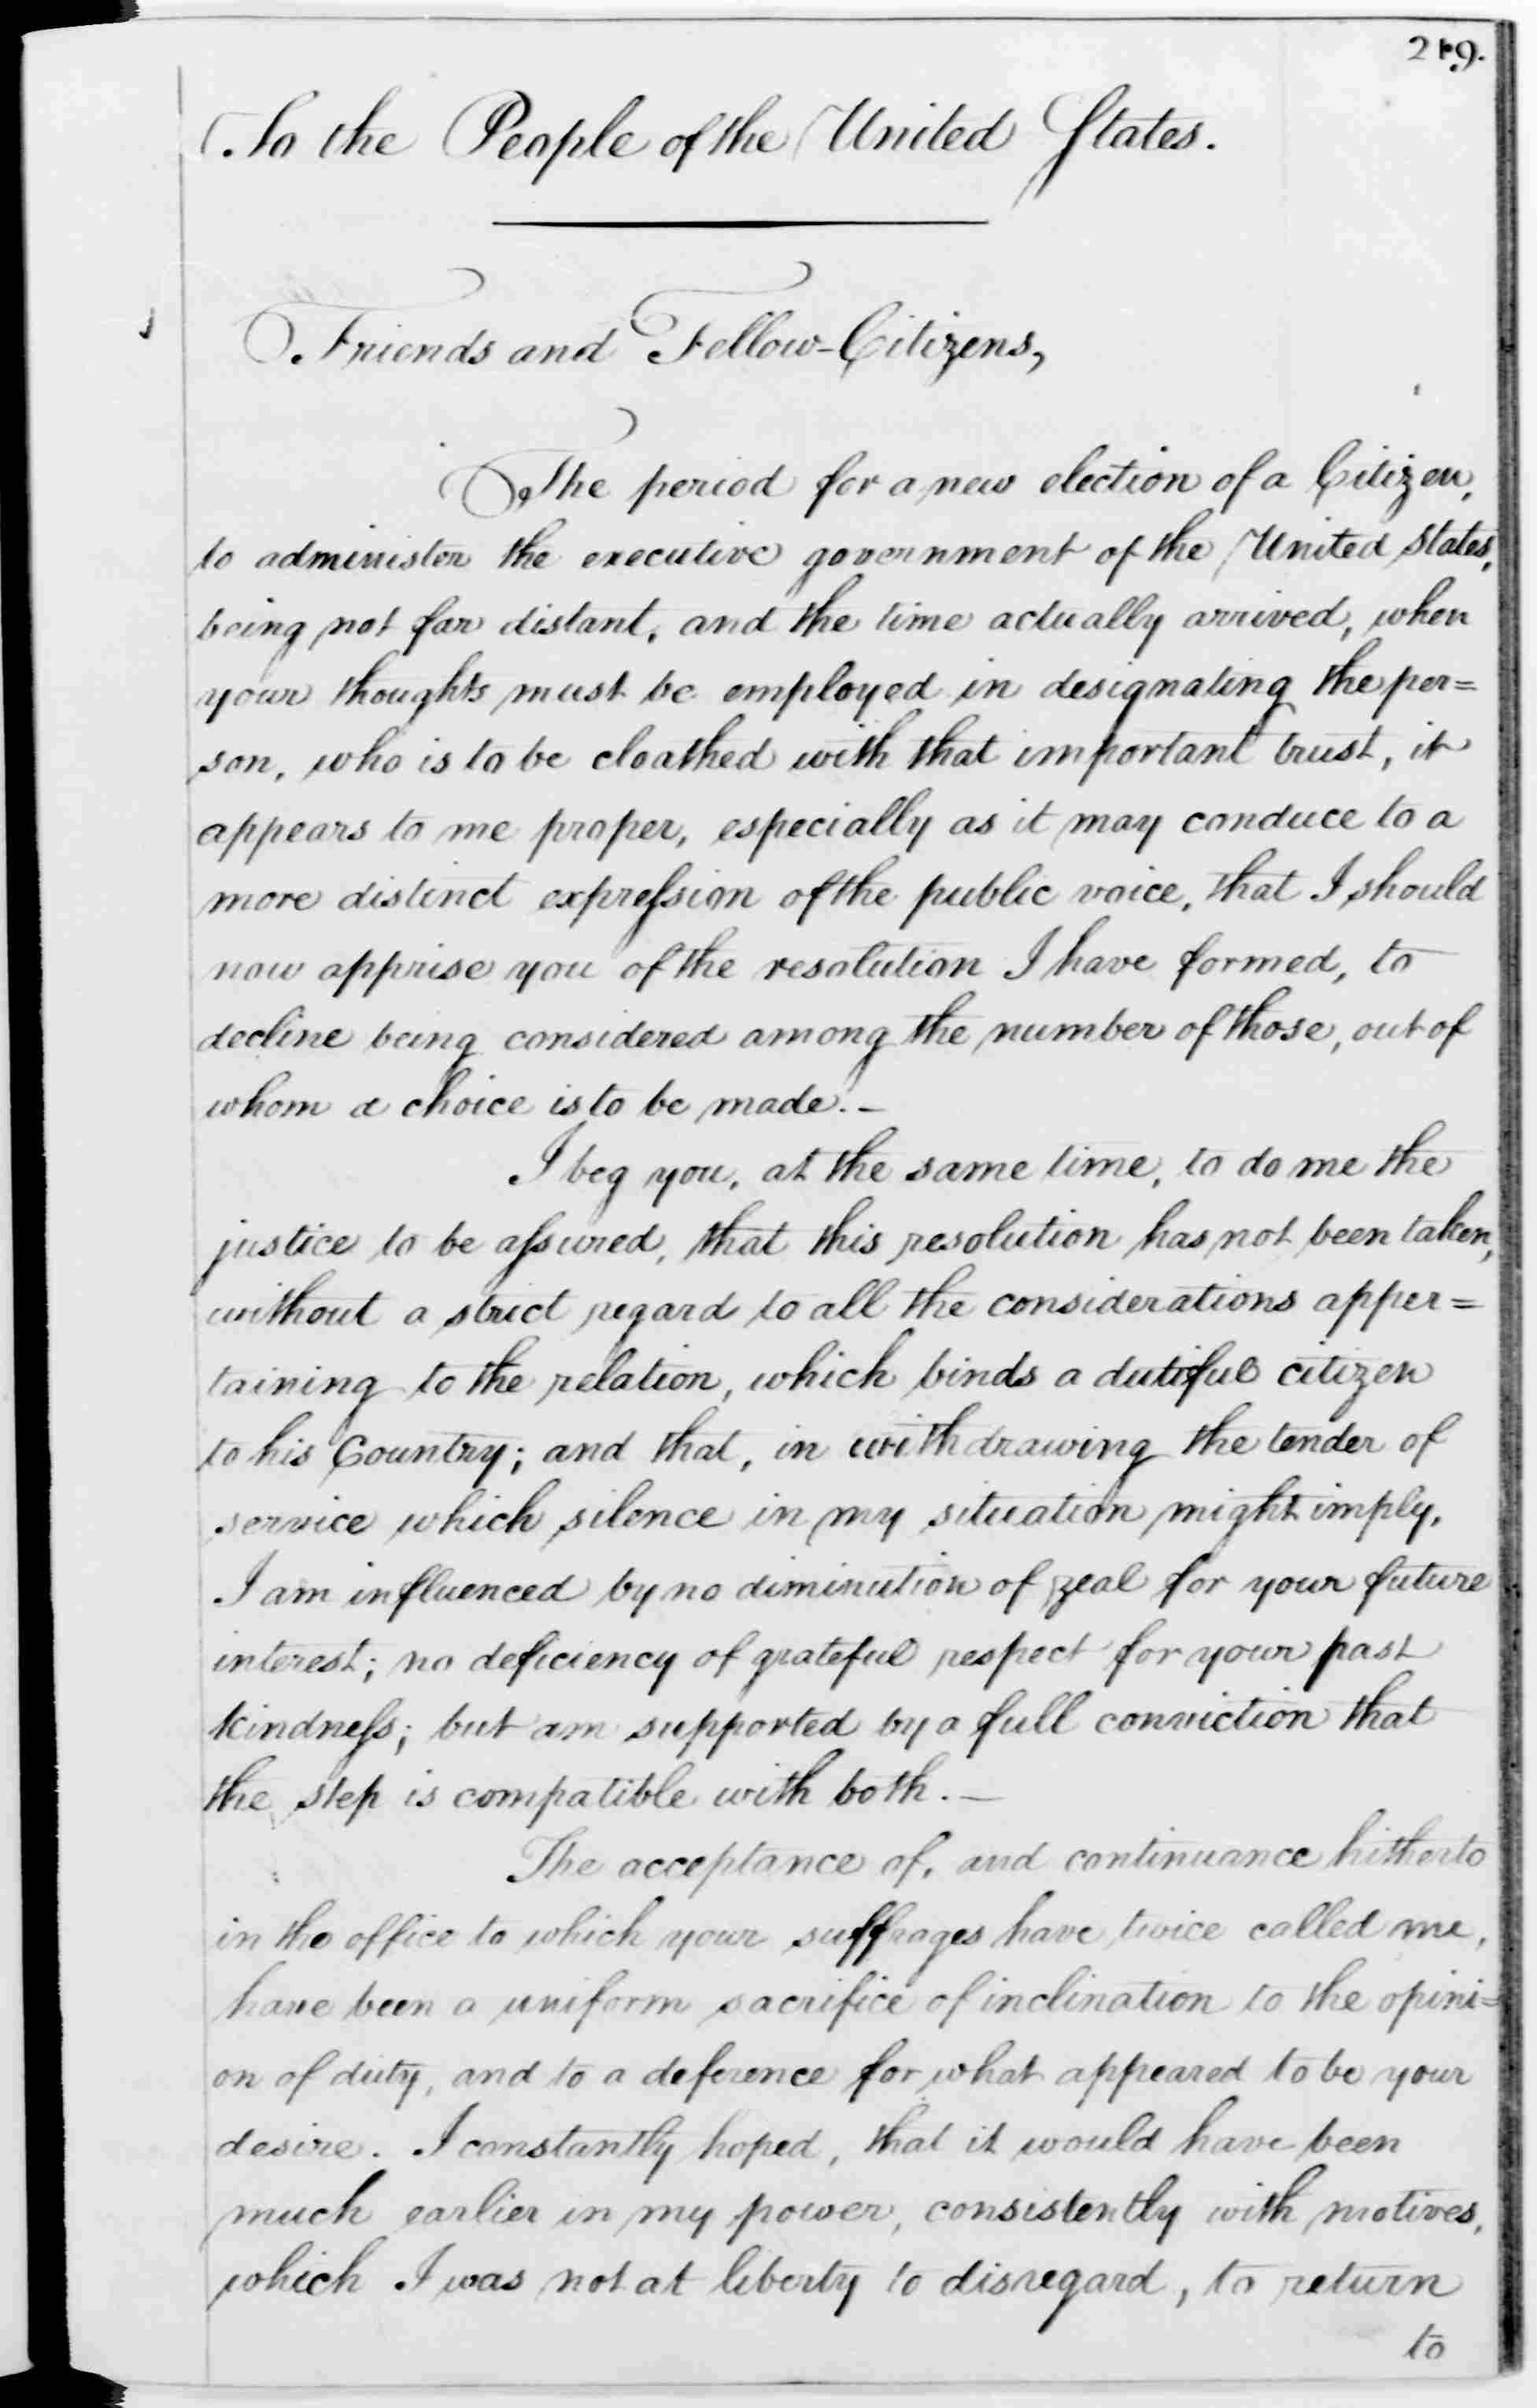 219.
To the People of the United States.
Friends and Fellow-Citizens,
The period for a new election of a Citizen,
to administer the executive government of the United States,
being not far distant, and the time actually arrived, when
your thoughts must be employed in designating the per=
son, who is to be cloathed with that important trust, it
appears to me proper, especially as it may conduce to a
more distinct expreſsion of the public voice, that I should
now apprise you of the resolution I have formed, to
decline being considered among the number of those, out of
whom a choice is to be made. —
I beg you, at the same time, to do me the
justice to be aſsured, that this resolution has not been taken,
without a strict regard to all the considerations apper=
taining to the relation, which binds a dutiful citizen
to his Country; and that, in withdrawing the tender of
service which silence in my situation might imply,
I am influenced by no diminution of zeal for your future
interest; no deficiency of grateful respect for your past
kindneſs; but am supported by a full conviction that
the step is compatible with both. —
The acceptance of, and continuance hitherto
in the office to which your suffrages have twice called me,
have been a uniform sacrifice of inclination to the opini=
on of duty, and to a deference for what appeared to be your
desire. I constantly hoped, that it would have been
much earlier in my power, consistently with motives,
which I was not at liberty to disregard, to return
to